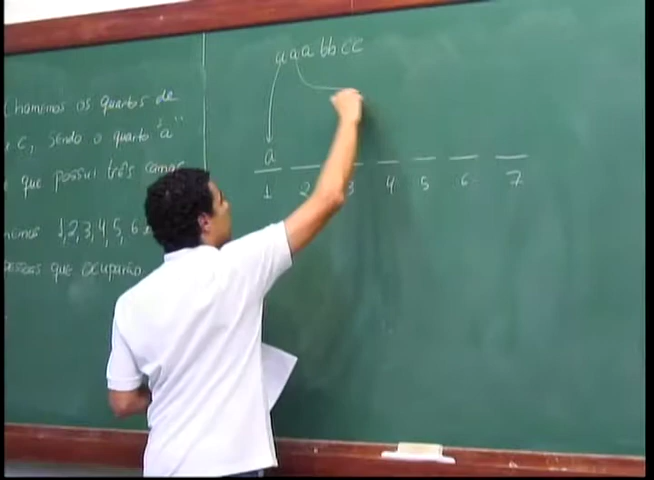 a a a bb cc
Chamemos os quartos de
e c, sendo o quarto "a"
e que possui três camas
1, 2, 3, 4, 5, 6
pessoas que ocuparão
a
1 2 3 4 5 6 7